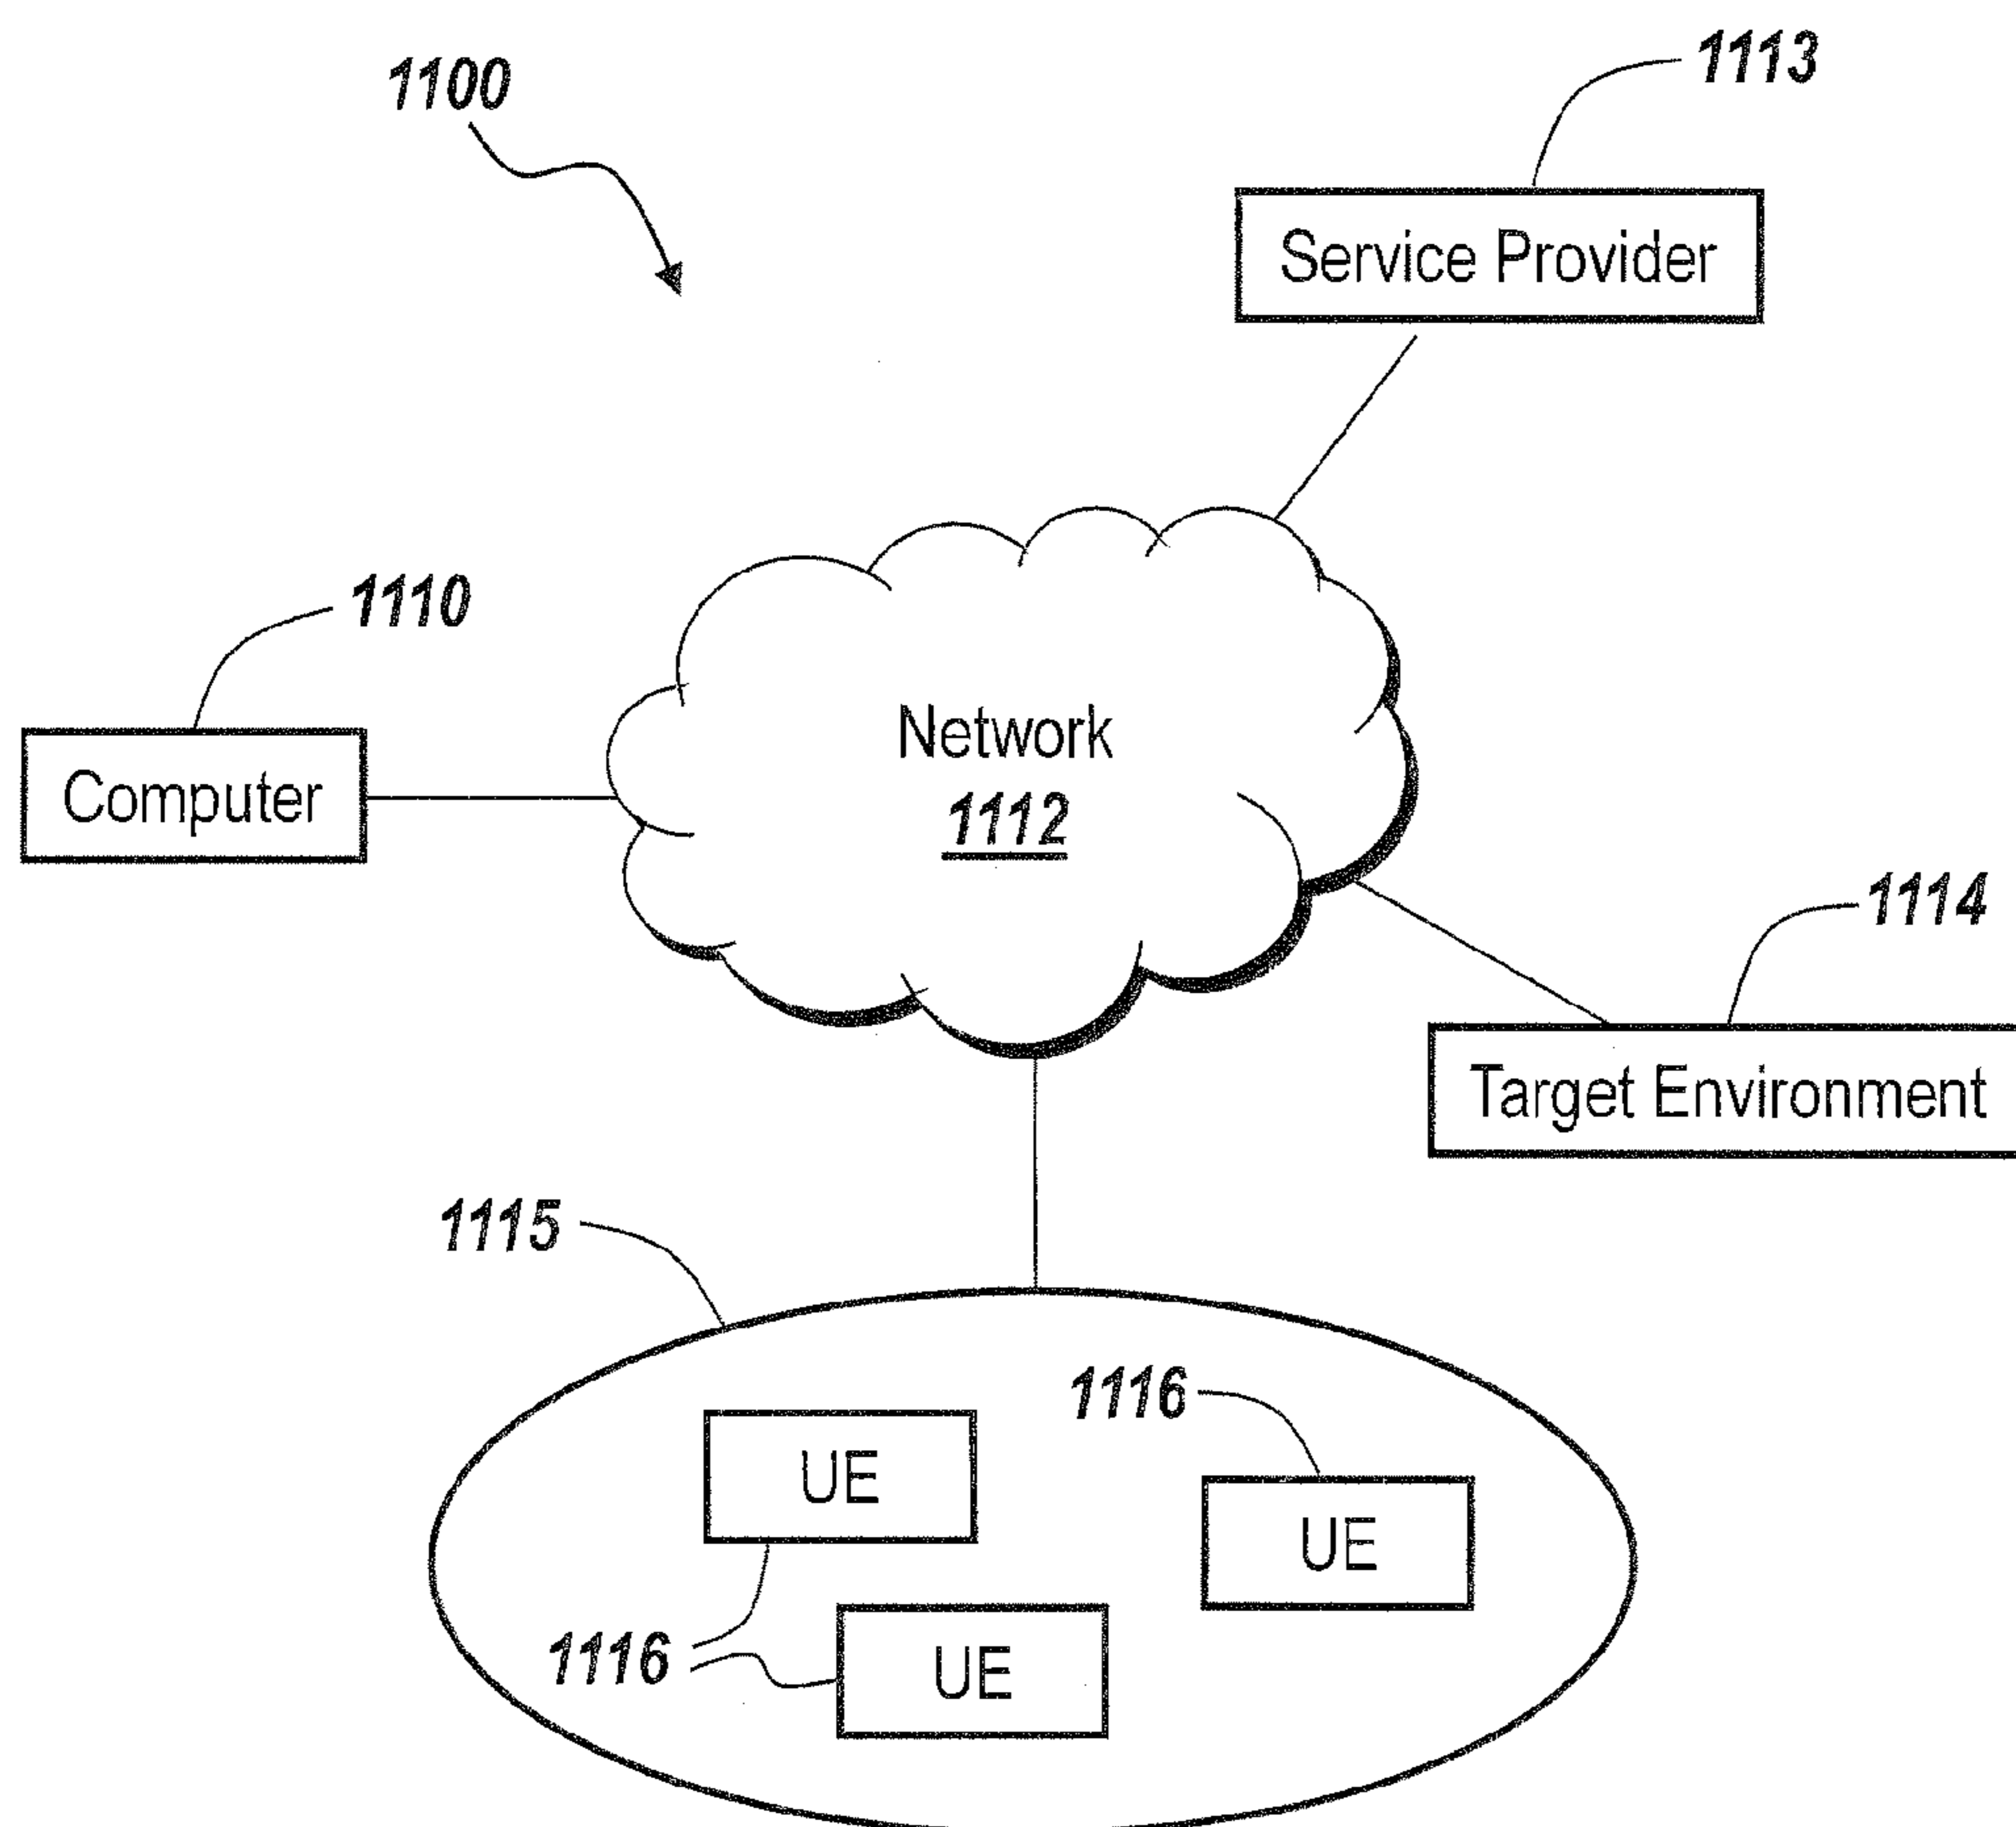 1100
1113
Service Provider
1110
Computer
Network
1112
1114
Target Environment
1115
1116
UE
UE
1116
UE